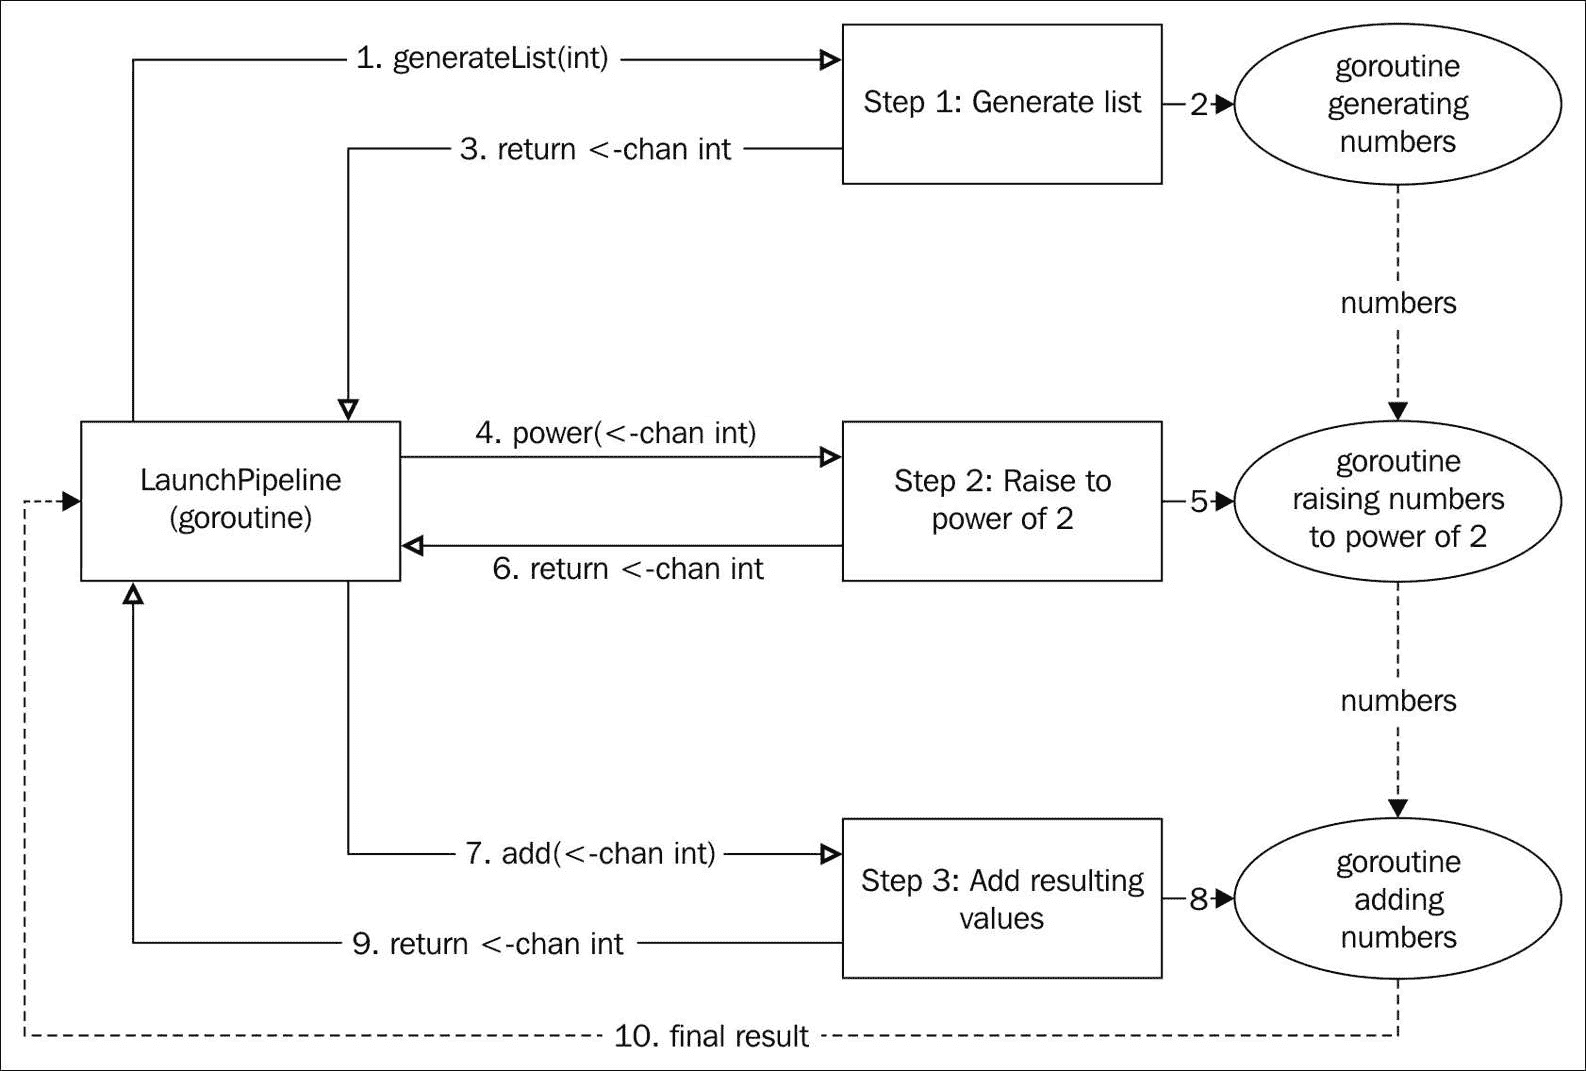 1. generateList(int)
Step 1: Generate list
2
goroutine
generating
numbers
3. return <-chan int
numbers
LaunchPipeline
(goroutine)
4. power(<-chan int)
Step 2: Raise to
power of 2
5
goroutine
raising numbers
to power of 2
6. return <-chan int
numbers
7. add(<-chan int)
Step 3: Add resulting
values
8
goroutine
adding
numbers
9. return <-chan int
10. final result